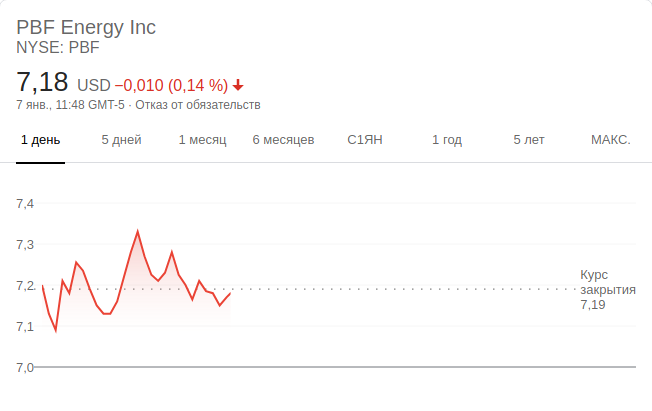 PBF Energy Inc
NYSE: PBF
7,18 USD −0,010 (0,14 %)
7 янв., 11:48 GMT-5 · Отказ от обязательств
1 день 5 дней 1 месяц 6 месяцев С1ЯН 1 год 5 лет МАКС.
7,4
7,3
7,2
7,1
7,0
Курс
закрытия
7,19